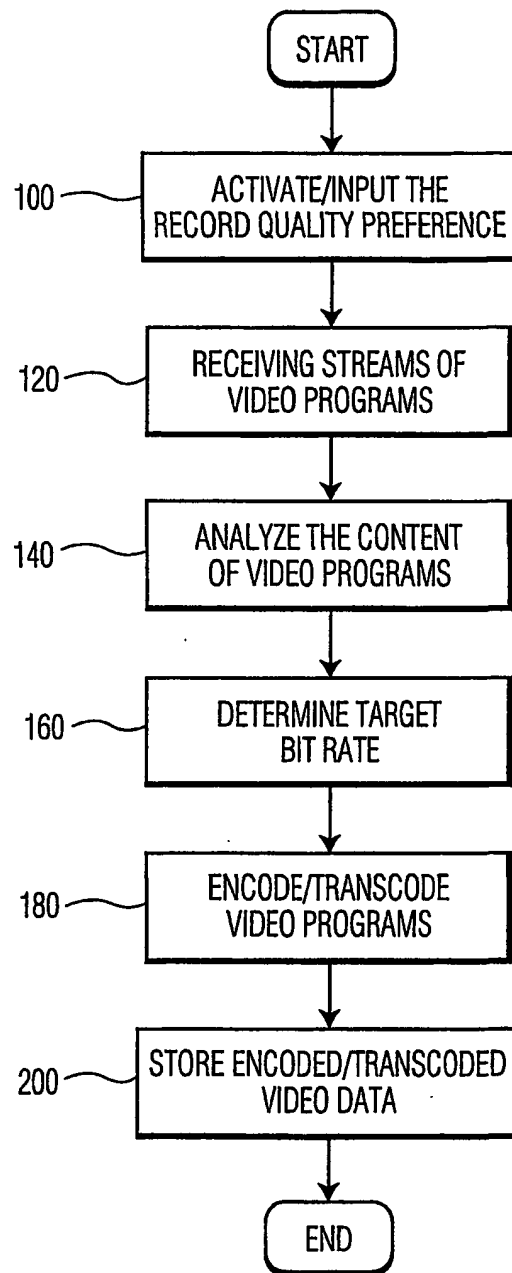 START
100
ACTIVATE/INPUT THE
RECORD QUALITY PREFERENCE
120
RECEIVING STREAMS OF
VIDEO PROGRAMS
140
ANALYZE THE CONTENT
OF VIDEO PROGRAMS
160
DETERMINE TARGET
BIT RATE
180
ENCODE/TRANSCODE
VIDEO PROGRAMS
200
STORE ENCODED/TRANSCODED
VIDEO DATA
END